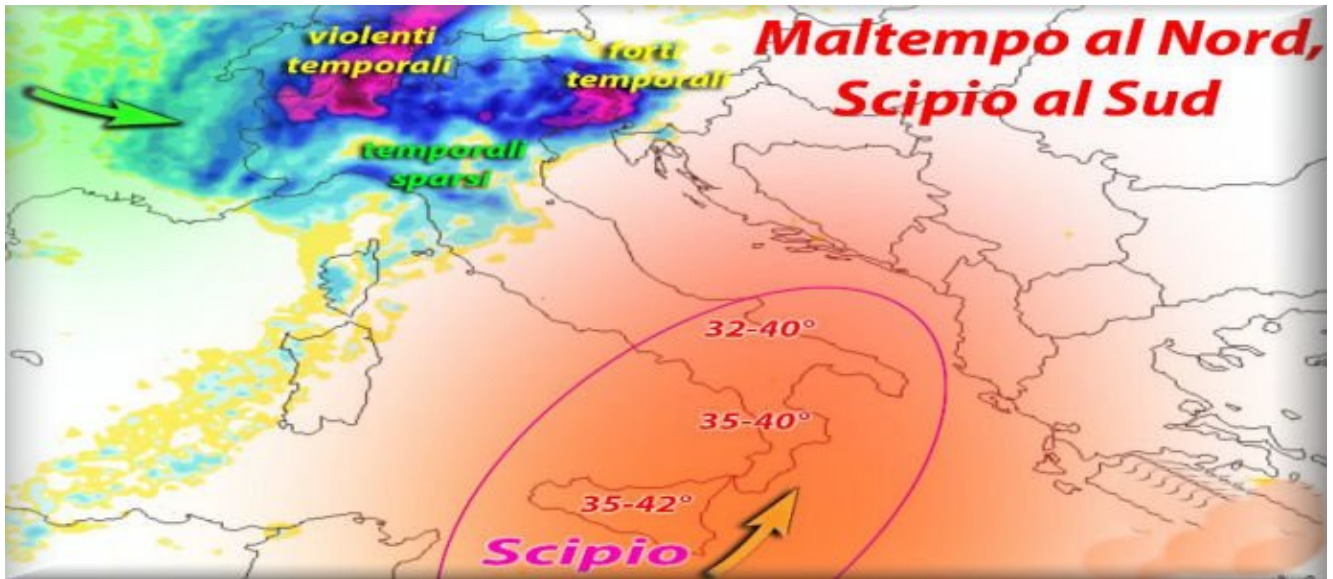 Maltempo al Nord,
Scipio al Sud
violenti
temporali
forti
temporali
temporali
sparsi
32-40°
35-40°
35-42°
Scipio